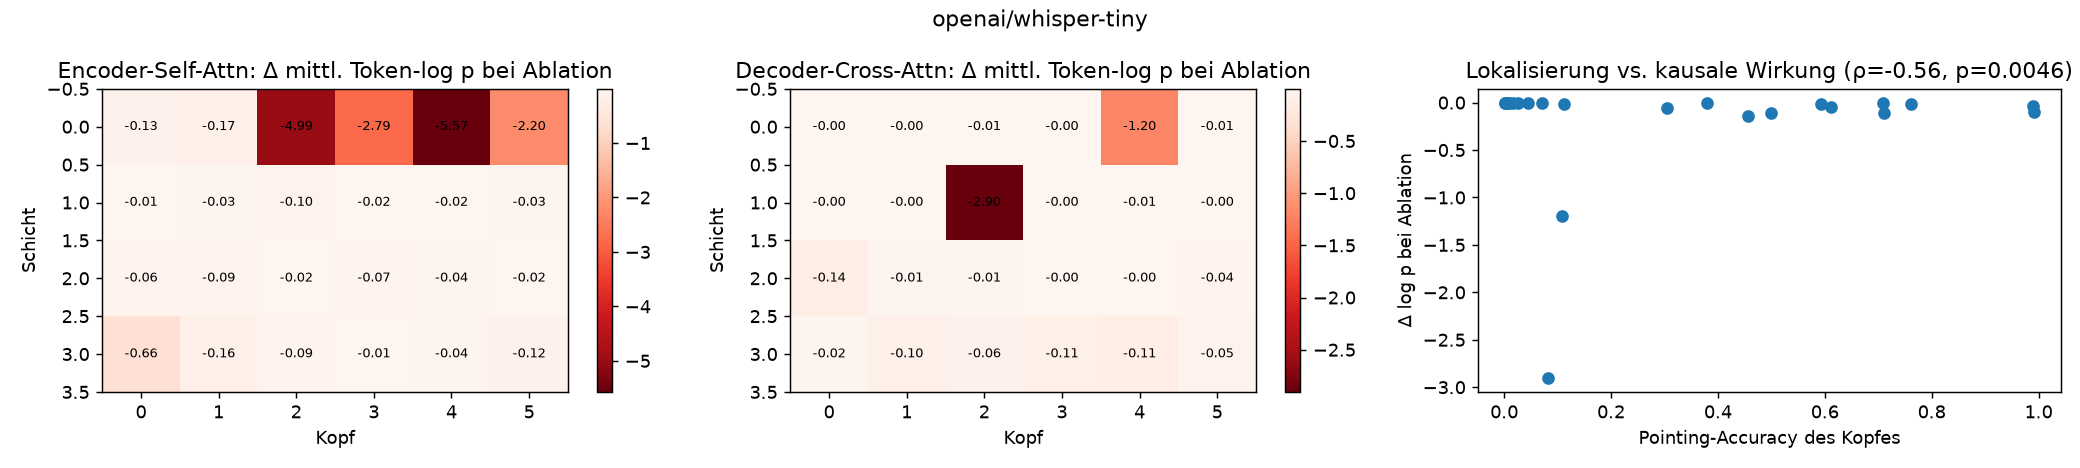 openai/whisper-tiny
Encoder-Self-Attn: Δ mittl. Token-log p bei Ablation
−0.5
0.0
0.5
1.0
1.5
2.0
2.5
3.0
3.5
Schicht
-0.13 -0.17 -4.99 -2.79 -5.57 -2.20
-0.01 -0.03 -0.10 -0.02 -0.02 -0.03
-0.06 -0.09 -0.02 -0.07 -0.04 -0.02
-0.66 -0.16 -0.09 -0.01 -0.04 -0.12
0 1 2 3 4 5
Kopf
−1
−2
−3
−4
−5
Decoder-Cross-Attn: Δ mittl. Token-log p bei Ablation
−0.5
0.0
0.5
1.0
1.5
2.0
2.5
3.0
3.5
Schicht
-0.00 -0.00 -0.01 -0.00 -1.20 -0.01
-0.00 -0.00 -2.90 -0.00 -0.01 -0.00
-0.14 -0.01 -0.01 -0.00 -0.00 -0.04
-0.02 -0.10 -0.06 -0.11 -0.11 -0.05
0 1 2 3 4 5
Kopf
−0.5
−1.0
−1.5
−2.0
−2.5
Lokalisierung vs. kausale Wirkung (ρ=-0.56, p=0.0046)
0.0
−0.5
−1.0
−1.5
−2.0
−2.5
−3.0
Δ log p bei Ablation
0.0 0.2 0.4 0.6 0.8 1.0
Pointing-Accuracy des Kopfes